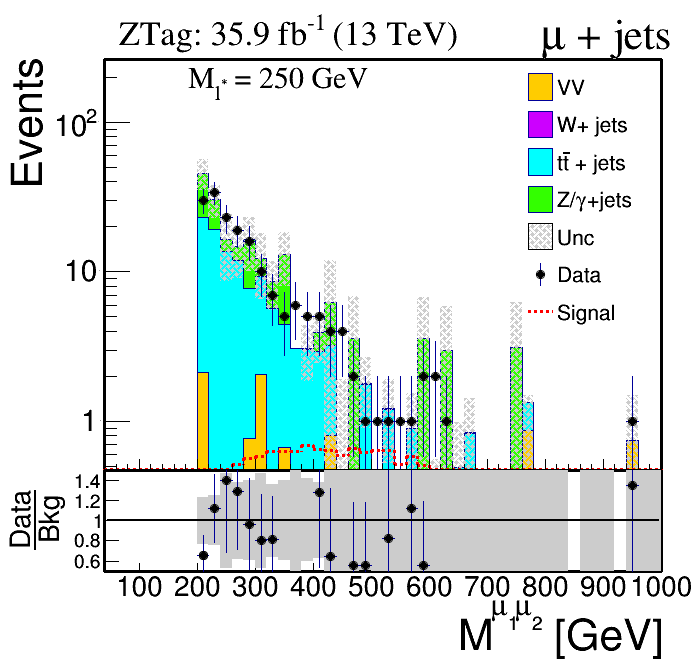 ZTag: 35.9 fb⁻¹ (13 TeV)
μ + jets
M_l* = 250 GeV
Events
10²
10
1
VV
W+ jets
tt̄ + jets
Z/γ+jets
Unc
Data
Signal
Data
Bkg
1.4
1.2
1
0.8
0.6
100 200 300 400 500 600 700 800 900 1000
M^μ₁μ₂ [GeV]